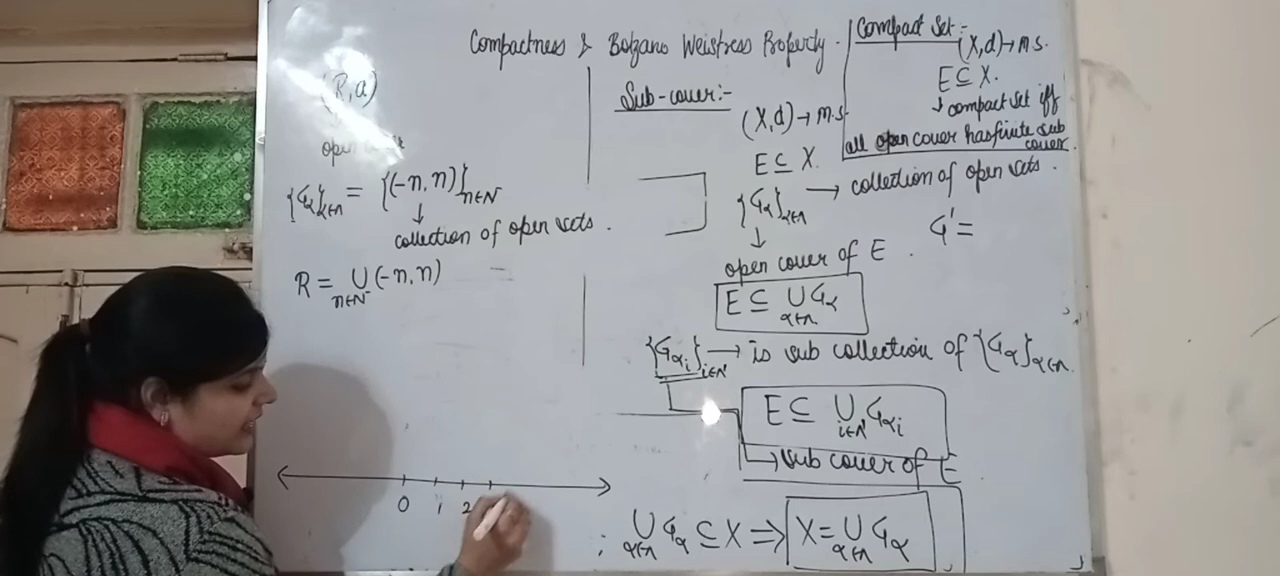 Compactness & Bolzano Weistress Property.
(R, d)
open
{Gα}α∈Λ = {(-n, n)}n∈N
↓
collection of open sets.
R = ∪n∈N (-n, n)
0 1 2
Sub-cover:-
(X, d) → m.s.
E ⊆ X.
{Gα}α∈Λ → collection of open sets.
↓
open cover of E.
G' =
E ⊆ ∪α∈Λ Gα
{Gαi}i∈N → is sub collection of {Gα}α∈Λ.
E ⊆ ∪i∈N Gαi
→ sub cover of E
; ∪α∈Λ Gα ⊆ X ⇒ X = ∪α∈Λ Gα
Compact Set:-
(X, d) → m.s.
E ⊆ X.
↓ compact set iff
all open cover has finite sub
cover.